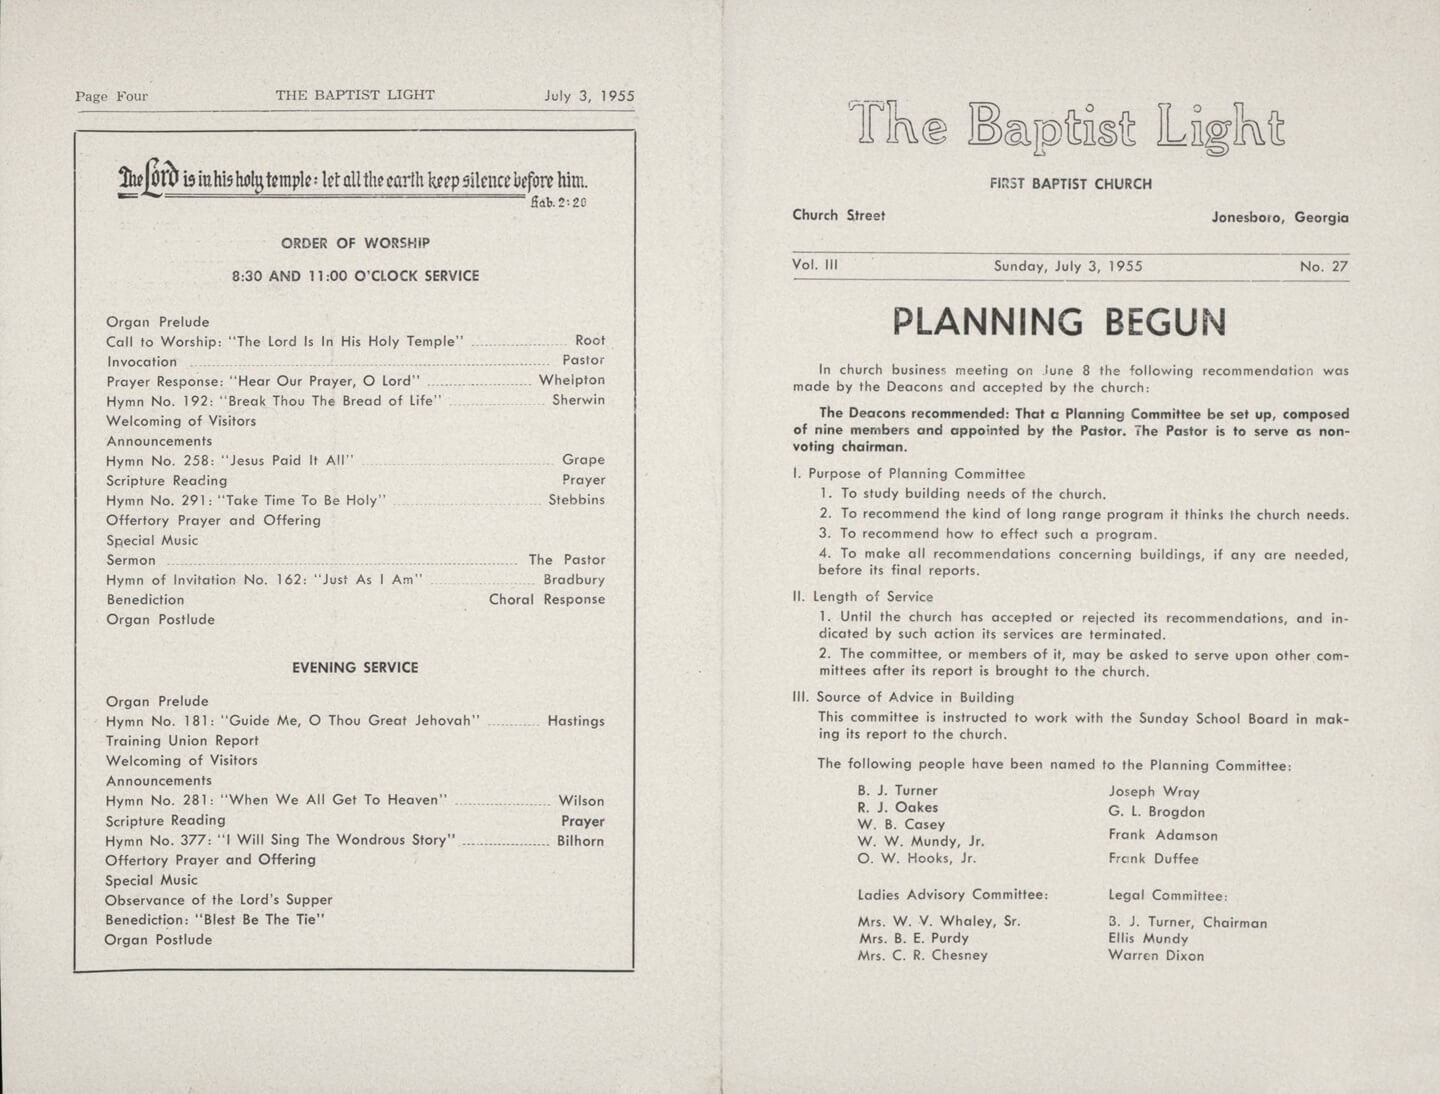 Page Four THE BAPTIST LIGHT July 3, 1955
The Lord is in his holy temple: let all the earth keep silence before him.
Hab. 2:20
ORDER OF WORSHIP
8:30 AND 11:00 O'CLOCK SERVICE
Organ Prelude
Call to Worship: "The Lord Is In His Holy Temple" Root
Invocation Pastor
Prayer Response: "Hear Our Prayer, O Lord" Whelpton
Hymn No. 192: "Break Thou The Bread of Life" Sherwin
Welcoming of Visitors
Announcements
Hymn No. 258: "Jesus Paid It All" Grape
Scripture Reading Prayer
Hymn No. 291: "Take Time To Be Holy" Stebbins
Offertory Prayer and Offering
Special Music
Sermon The Pastor
Hymn of Invitation No. 162: "Just As I Am" Bradbury
Benediction Choral Response
Organ Postlude
EVENING SERVICE
Organ Prelude
Hymn No. 181: "Guide Me, O Thou Great Jehovah" Hastings
Training Union Report
Welcoming of Visitors
Announcements
Hymn No. 281: "When We All Get To Heaven" Wilson
Scripture Reading Prayer
Hymn No. 377: "I Will Sing The Wondrous Story" Bilhorn
Offertory Prayer and Offering
Special Music
Observance of the Lord's Supper
Benediction: "Blest Be The Tie"
Organ Postlude
The Baptist Light
FIRST BAPTIST CHURCH
Church Street Jonesboro, Georgia
Vol. III Sunday, July 3, 1955 No. 27
PLANNING BEGUN
In church business meeting on June 8 the following recommendation was
made by the Deacons and accepted by the church:
The Deacons recommended: That a Planning Committee be set up, composed
of nine members and appointed by the Pastor. The Pastor is to serve as non-
voting chairman.
I. Purpose of Planning Committee
1. To study building needs of the church.
2. To recommend the kind of long range program it thinks the church needs.
3. To recommend how to effect such a program.
4. To make all recommendations concerning buildings, if any are needed,
before its final reports.
II. Length of Service
1. Until the church has accepted or rejected its recommendations, and in-
dicated by such action its services are terminated.
2. The committee, or members of it, may be asked to serve upon other com-
mittees after its report is brought to the church.
III. Source of Advice in Building
This committee is instructed to work with the Sunday School Board in mak-
ing its report to the church.
The following people have been named to the Planning Committee:
B. J. Turner
R. J. Oakes
W. B. Casey
W. W. Mundy, Jr.
O. W. Hooks, Jr.
Joseph Wray
G. L. Brogdon
Frank Adamson
Frank Duffee
Ladies Advisory Committee:
Mrs. W. V. Whaley, Sr.
Mrs. B. E. Purdy
Mrs. C. R. Chesney
Legal Committee:
B. J. Turner, Chairman
Ellis Mundy
Warren Dixon